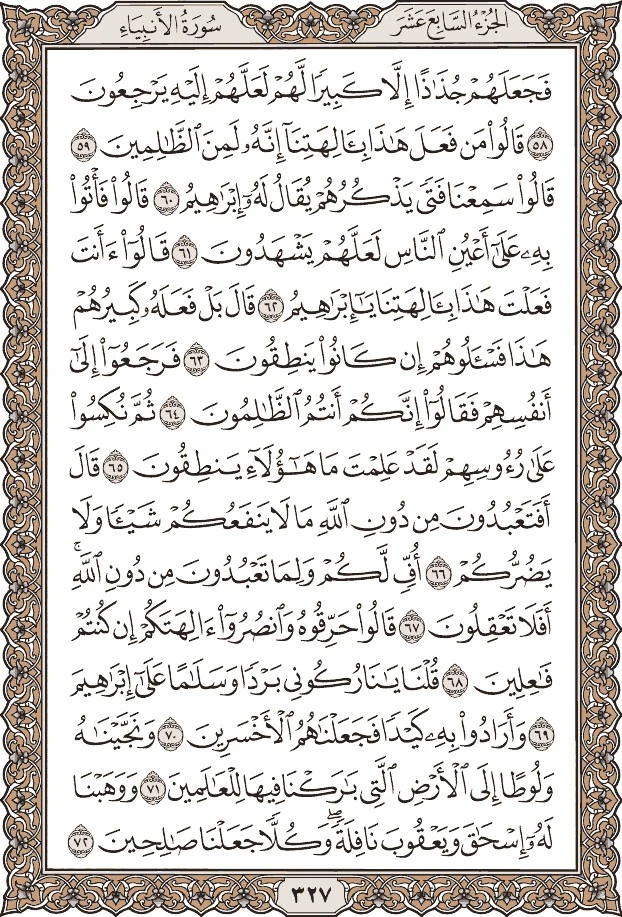 الجُزْءُ السَّابِعَ عَشَرَ
سُورَةُ الأَنبِيَاءِ
فَجَعَلَهُمْ جُذَٰذًا إِلَّا كَبِيرًا لَّهُمْ لَعَلَّهُمْ إِلَيْهِ يَرْجِعُونَ
٥٨ قَالُوا۟ مَن فَعَلَ هَٰذَا بِـَٔالِهَتِنَآ إِنَّهُۥ لَمِنَ ٱلظَّٰلِمِينَ ٥٩
قَالُوا۟ سَمِعْنَا فَتًى يَذْكُرُهُمْ يُقَالُ لَهُۥٓ إِبْرَٰهِيمُ ٦٠ قَالُوا۟ فَأْتُوا۟
بِهِۦ عَلَىٰٓ أَعْيُنِ ٱلنَّاسِ لَعَلَّهُمْ يَشْهَدُونَ ٦١ قَالُوٓا۟ ءَأَنتَ
فَعَلْتَ هَٰذَا بِـَٔالِهَتِنَا يَٰٓإِبْرَٰهِيمُ ٦٢ قَالَ بَلْ فَعَلَهُۥ كَبِيرُهُمْ
هَٰذَا فَسْـَٔلُوهُمْ إِن كَانُوا۟ يَنطِقُونَ ٦٣ فَرَجَعُوٓا۟ إِلَىٰٓ
أَنفُسِهِمْ فَقَالُوٓا۟ إِنَّكُمْ أَنتُمُ ٱلظَّٰلِمُونَ ٦٤ ثُمَّ نُكِسُوا۟
عَلَىٰ رُءُوسِهِمْ لَقَدْ عَلِمْتَ مَا هَٰٓؤُلَآءِ يَنطِقُونَ ٦٥ قَالَ
أَفَتَعْبُدُونَ مِن دُونِ ٱللَّهِ مَا لَا يَنفَعُكُمْ شَيْـًٔا وَلَا
يَضُرُّكُمْ ٦٦ أُفٍّ لَّكُمْ وَلِمَا تَعْبُدُونَ مِن دُونِ ٱللَّهِ ۚ
أَفَلَا تَعْقِلُونَ ٦٧ قَالُوا۟ حَرِّقُوهُ وَٱنصُرُوٓا۟ ءَالِهَتَكُمْ إِن كُنتُمْ
فَٰعِلِينَ ٦٨ قُلْنَا يَٰنَارُ كُونِى بَرْدًا وَسَلَٰمًا عَلَىٰٓ إِبْرَٰهِيمَ
٦٩ وَأَرَادُوا۟ بِهِۦ كَيْدًا فَجَعَلْنَٰهُمُ ٱلْأَخْسَرِينَ ٧٠ وَنَجَّيْنَٰهُ
وَلُوطًا إِلَى ٱلْأَرْضِ ٱلَّتِى بَٰرَكْنَا فِيهَا لِلْعَٰلَمِينَ ٧١ وَوَهَبْنَا
لَهُۥٓ إِسْحَٰقَ وَيَعْقُوبَ نَافِلَةً ۖ وَكُلًّا جَعَلْنَا صَٰلِحِينَ ٧٢
٣٢٧